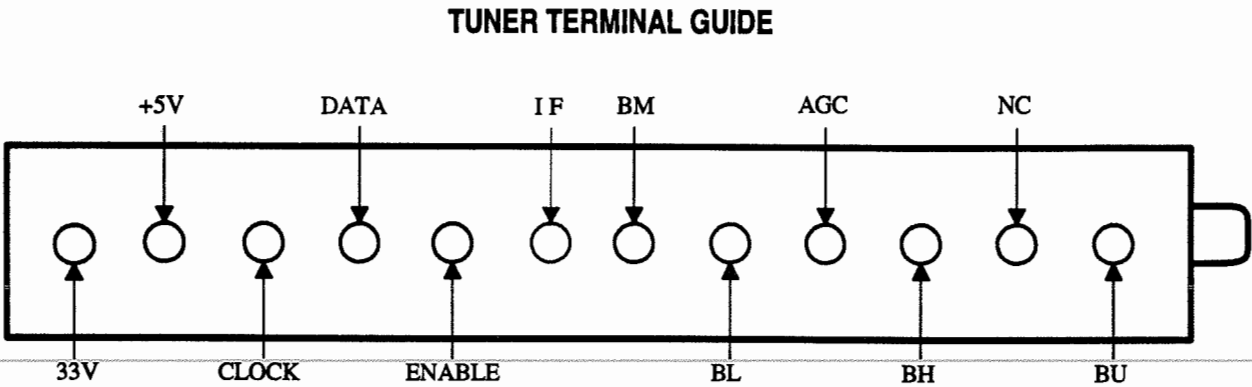 TUNER TERMINAL GUIDE
+5V DATA I F BM AGC NC
33V CLOCK ENABLE BL BH BU